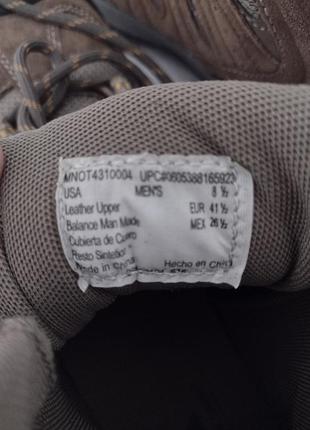 MNOT4310004 UPC#0605388165923
USA MEN'S 8 ½
Leather Upper EUR 41 ½
Balance Man Made MEX 26 ½
Cubierta de Cuero
Resto Sintetico
Made in China Hecho en China